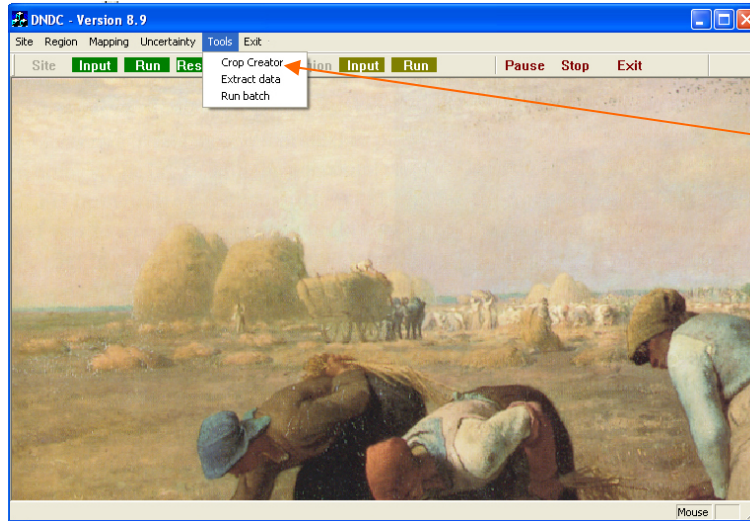 DNDC - Version 8.9
Site Region Mapping Uncertainty Tools Exit
Site Input Run Res Input Run Pause Stop Exit
Crop Creator
Extract data
Run batch
Mouse